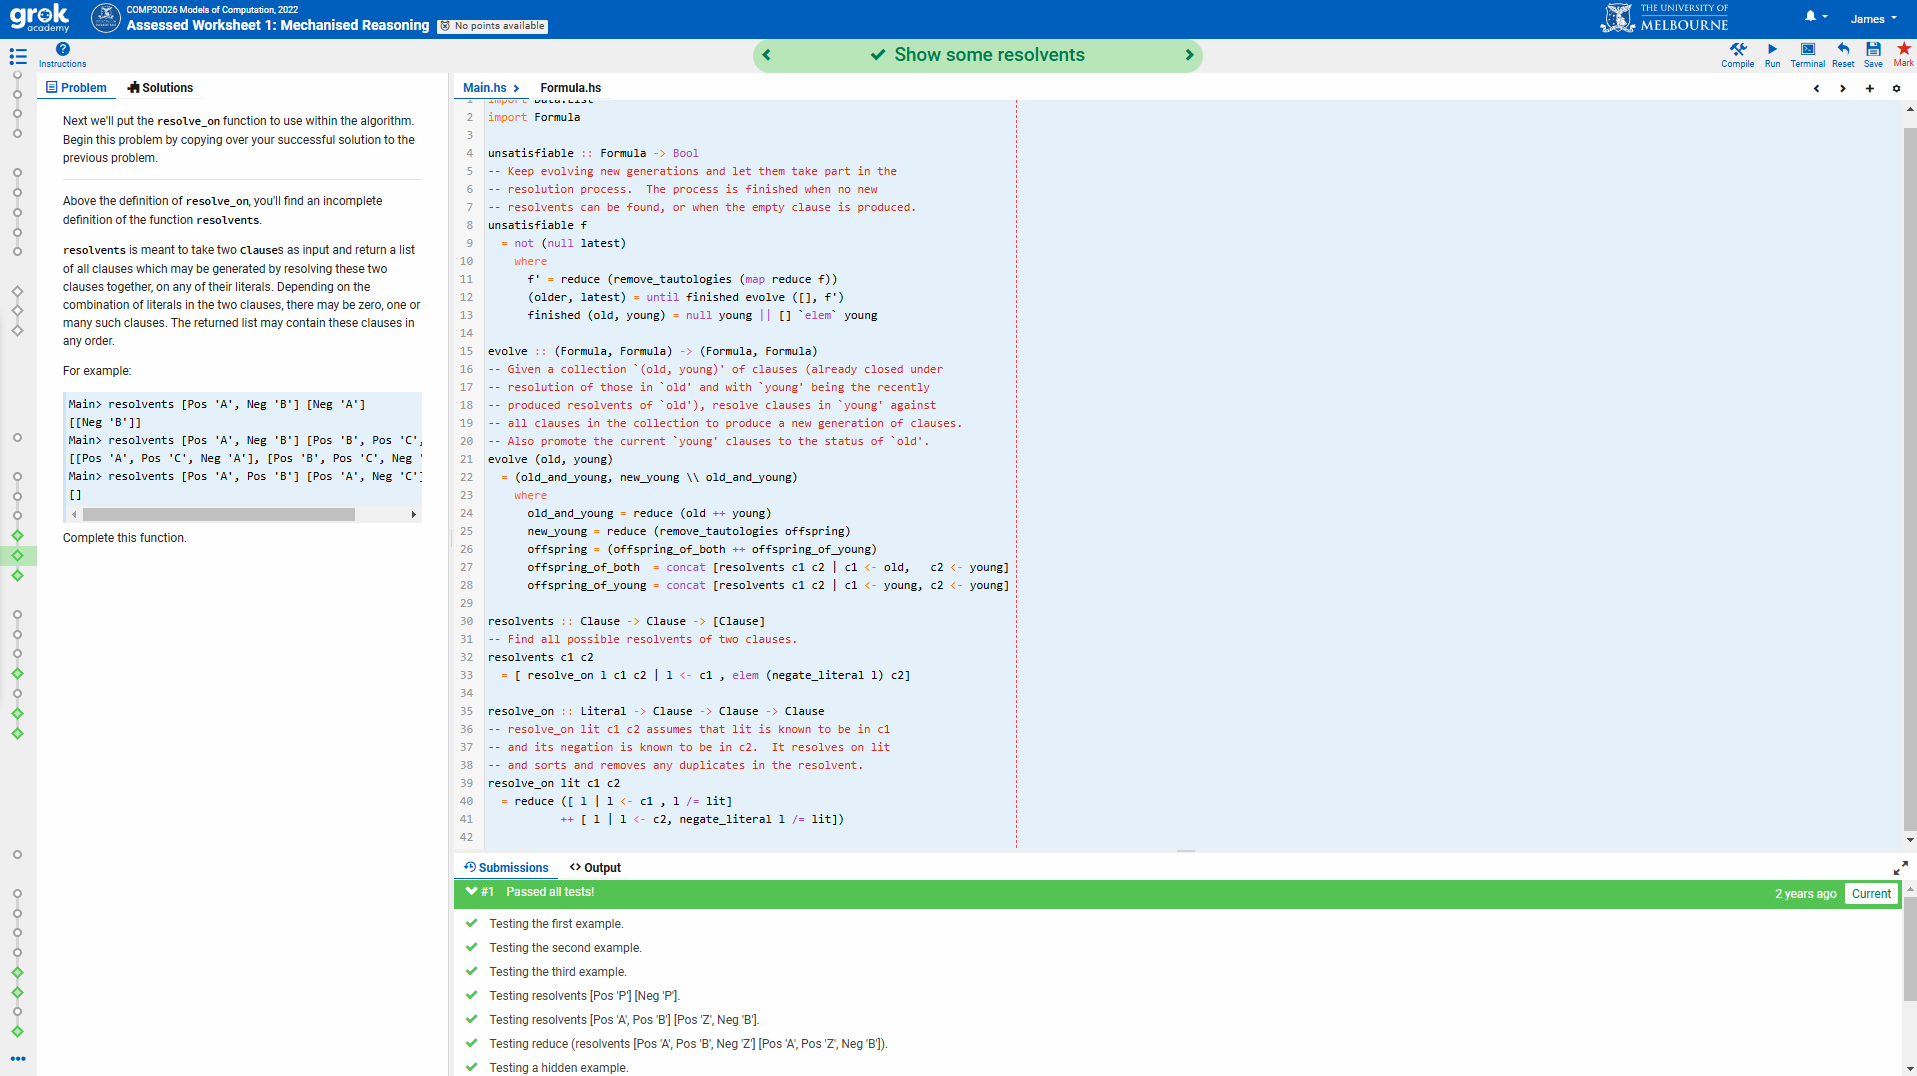 grok
academy
COMP30026 Models of Computation, 2022
Assessed Worksheet 1: Mechanised Reasoning
No points available
THE UNIVERSITY OF
MELBOURNE
James
Instructions
Show some resolvents
Compile
Run
Terminal
Reset
Save
Mark
Problem
Solutions
Next we'll put the resolve_on function to use within the algorithm.
Begin this problem by copying over your successful solution to the
previous problem.
Above the definition of resolve_on, you'll find an incomplete
definition of the function resolvents.
resolvents is meant to take two Clauses as input and return a list
of all clauses which may be generated by resolving these two
clauses together, on any of their literals. Depending on the
combination of literals in the two clauses, there may be zero, one or
many such clauses. The returned list may contain these clauses in
any order.
For example:
Main> resolvents [Pos 'A', Neg 'B'] [Neg 'A']
[[Neg 'B']]
Main> resolvents [Pos 'A', Neg 'B'] [Pos 'B', Pos 'C',
[[Pos 'A', Pos 'C', Neg 'A'], [Pos 'B', Pos 'C', Neg '
Main> resolvents [Pos 'A', Pos 'B'] [Pos 'A', Neg 'C']
[]
Complete this function.
Main.hs
Formula.hs
1 import Data.List
2 import Formula
3
4 unsatisfiable :: Formula -> Bool
5 -- Keep evolving new generations and let them take part in the
6 -- resolution process.  The process is finished when no new
7 -- resolvents can be found, or when the empty clause is produced.
8 unsatisfiable f
9   = not (null latest)
10     where
11       f' = reduce (remove_tautologies (map reduce f))
12       (older, latest) = until finished evolve ([], f')
13       finished (old, young) = null young || [] `elem` young
14
15 evolve :: (Formula, Formula) -> (Formula, Formula)
16 -- Given a collection `(old, young)' of clauses (already closed under
17 -- resolution of those in `old' and with `young' being the recently
18 -- produced resolvents of `old'), resolve clauses in `young' against
19 -- all clauses in the collection to produce a new generation of clauses.
20 -- Also promote the current `young' clauses to the status of `old'.
21 evolve (old, young)
22   = (old_and_young, new_young \\ old_and_young)
23     where
24       old_and_young = reduce (old ++ young)
25       new_young = reduce (remove_tautologies offspring)
26       offspring = (offspring_of_both ++ offspring_of_young)
27       offspring_of_both  = concat [resolvents c1 c2 | c1 <- old,   c2 <- young]
28       offspring_of_young = concat [resolvents c1 c2 | c1 <- young, c2 <- young]
29
30 resolvents :: Clause -> Clause -> [Clause]
31 -- Find all possible resolvents of two clauses.
32 resolvents c1 c2
33   = [ resolve_on l c1 c2 | l <- c1 , elem (negate_literal l) c2]
34
35 resolve_on :: Literal -> Clause -> Clause -> Clause
36 -- resolve_on lit c1 c2 assumes that lit is known to be in c1
37 -- and its negation is known to be in c2.  It resolves on lit
38 -- and sorts and removes any duplicates in the resolvent.
39 resolve_on lit c1 c2
40   = reduce ([ l | l <- c1 , l /= lit]
41            ++ [ l | l <- c2, negate_literal l /= lit])
42
Submissions
Output
#1 Passed all tests!
2 years ago
Current
Testing the first example.
Testing the second example.
Testing the third example.
Testing resolvents [Pos 'P'] [Neg 'P'].
Testing resolvents [Pos 'A', Pos 'B'] [Pos 'Z', Neg 'B'].
Testing reduce (resolvents [Pos 'A', Pos 'B', Neg 'Z'] [Pos 'A', Pos 'Z', Neg 'B']).
Testing a hidden example.